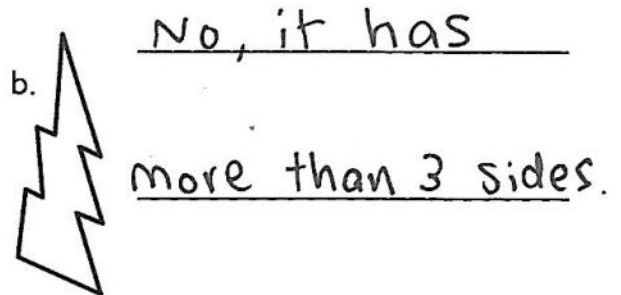 No, it has
b.
more than 3 sides.